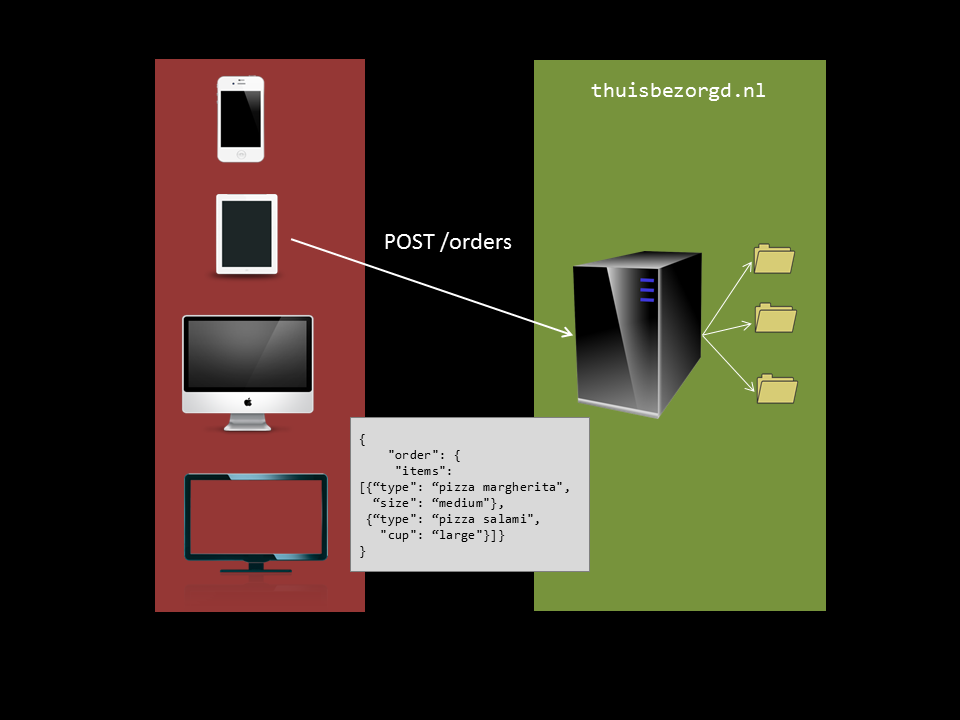 thuisbezorgd.nl
POST /orders
{
    "order": {
     "items":
[{“type": “pizza margherita",
  “size": “medium"},
 {“type": “pizza salami",
   "cup": “large"}]}
}